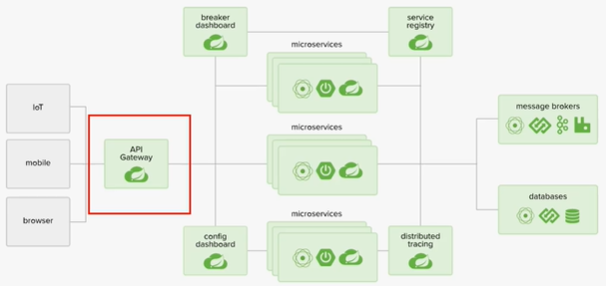 breaker
dashboard
service
registry
microservices
IoT
mobile
browser
API
Gateway
microservices
message brokers
databases
microservices
config
dashboard
distributed
tracing